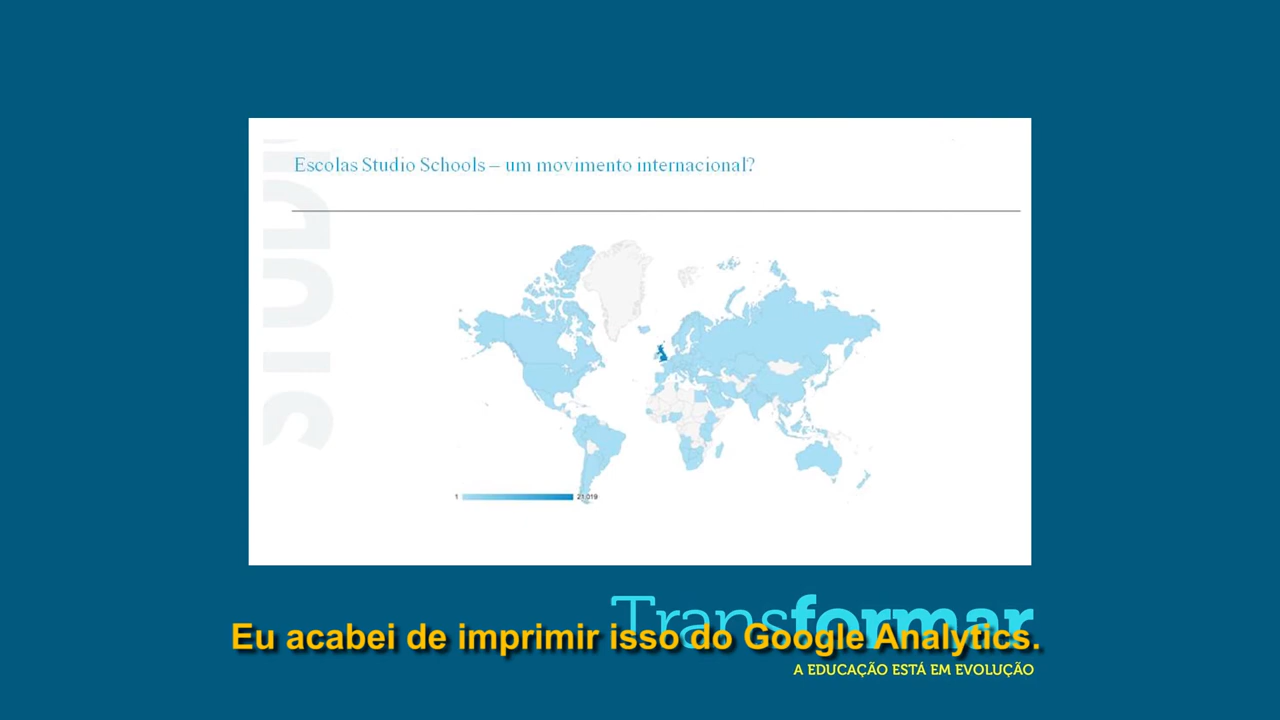 Escolas Studio Schools – um movimento internacional?
STUDIO
1
21.019
Transformar
Eu acabei de imprimir isso do Google Analytics.
A EDUCAÇÃO ESTÁ EM EVOLUÇÃO